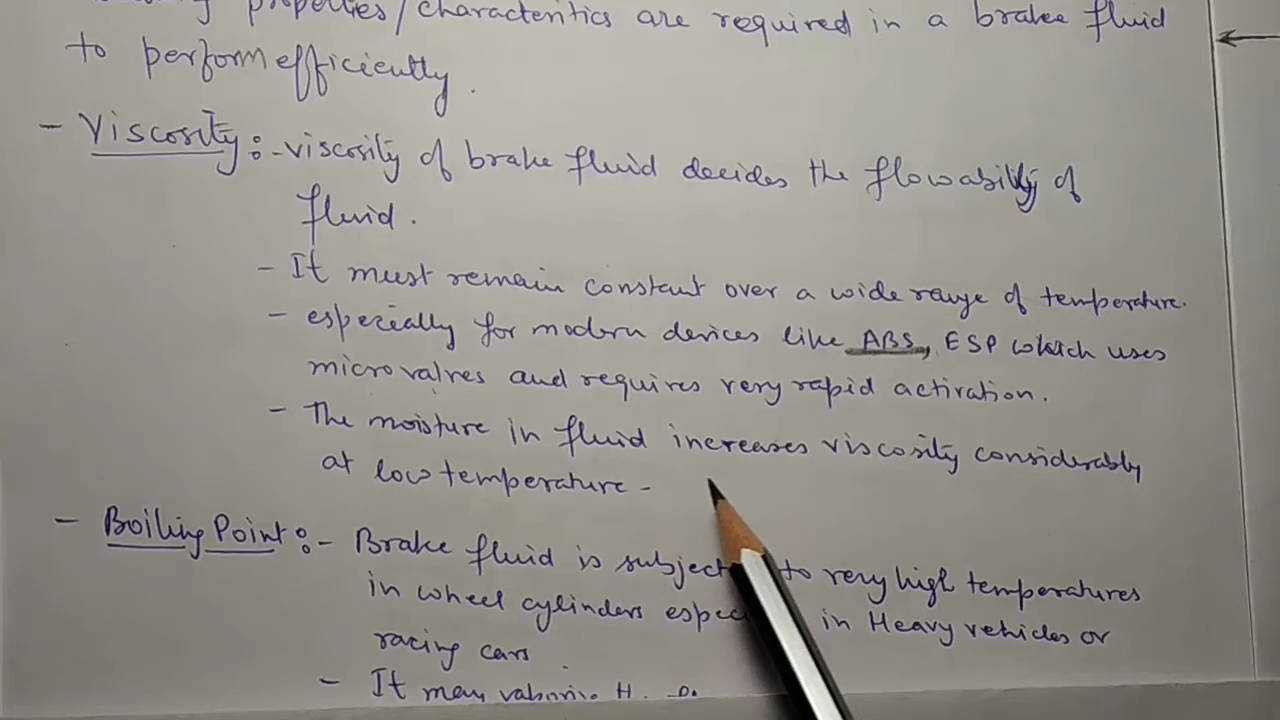 properties/charactentics are required in a brake fluid
to perform efficiently.
- Viscosity :- viscosity of brake fluid decides the flowability of
fluid.
- It must remain constant over a wide range of temperature.
- especially for modern devices like ABS, ESP which uses
microvalves and requires very rapid activation.
- The moisture in fluid increases viscosity considerably
at low temperature -
- Boiling Point :- Brake fluid is subject to very high temperatures
in wheel cylinders in Heavy vehicles or
racing cars
- It may